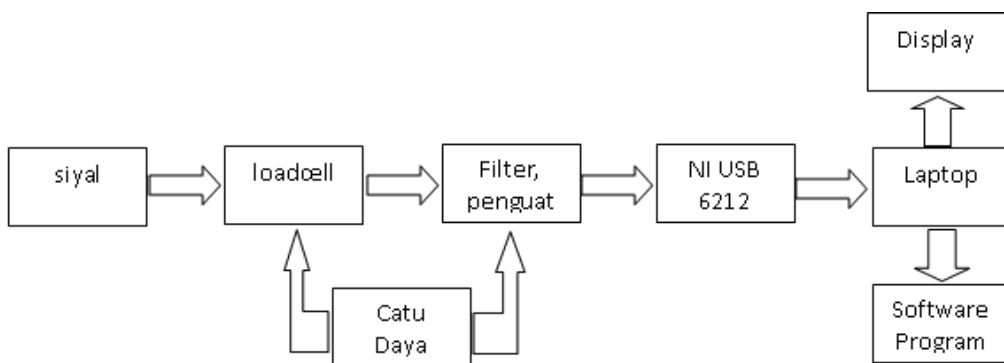 Display
siyal
loadcell
Filter,
penguat
NI USB
6212
Laptop
Catu
Daya
Software
Program